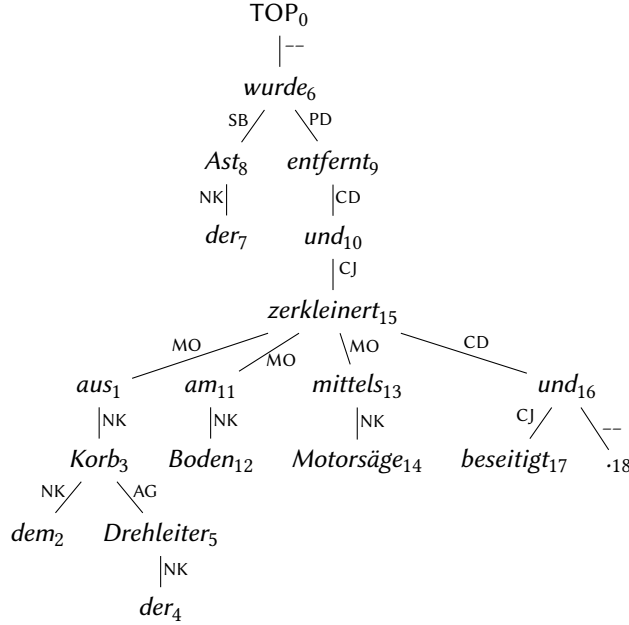 TOP₀
--
wurde₆
SB PD
Ast₈ entfernt₉
NK CD
der₇ und₁₀
CJ
zerkleinert₁₅
MO MO MO CD
aus₁ am₁₁ mittels₁₃ und₁₆
NK NK NK CJ --
Korb₃ Boden₁₂ Motorsäge₁₄ beseitigt₁₇ .₁₈
NK AG
dem₂ Drehleiter₅
NK
der₄